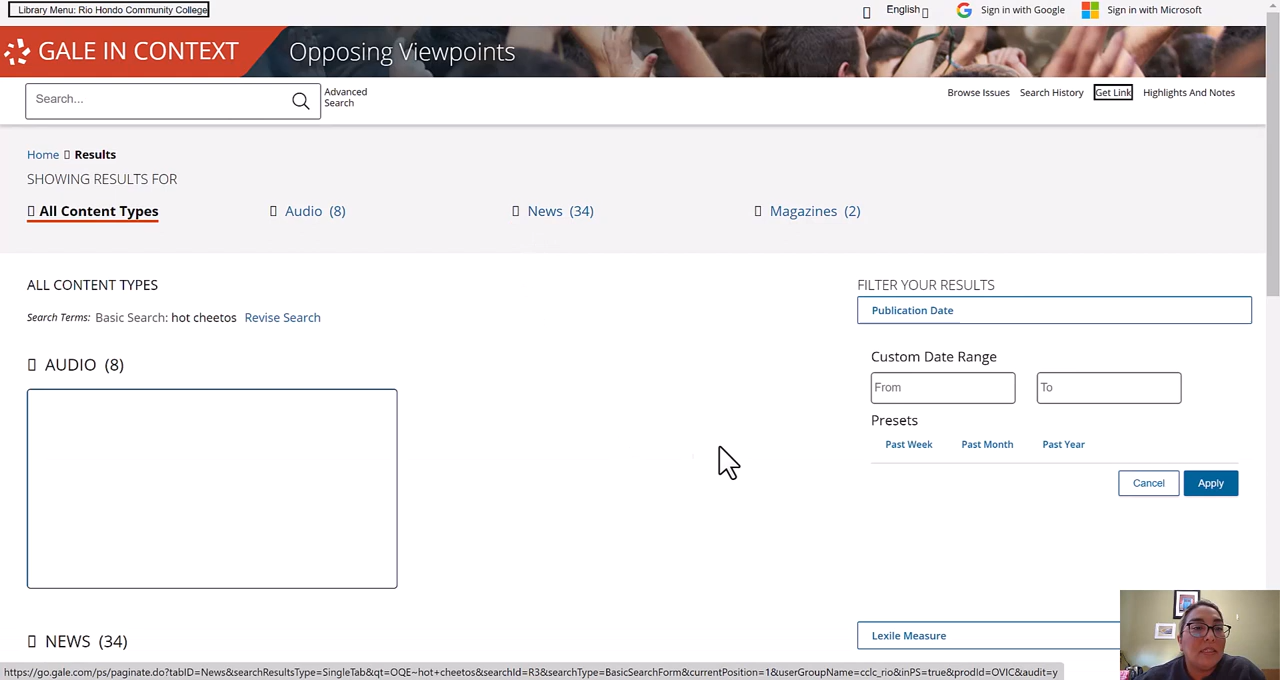 Library Menu: Rio Hondo Community College
English
Sign in with Google
Sign in with Microsoft
GALE IN CONTEXT
Opposing Viewpoints
Search...
Advanced
Search
Browse Issues
Search History
Get Link
Highlights And Notes
Home Results
SHOWING RESULTS FOR
All Content Types
Audio (8)
News (34)
Magazines (2)
ALL CONTENT TYPES
Search Terms: Basic Search: hot cheetos Revise Search
AUDIO (8)
NEWS (34)
FILTER YOUR RESULTS
Publication Date
Custom Date Range
From
To
Presets
Past Week
Past Month
Past Year
Cancel
Apply
Lexile Measure
https://go.gale.com/ps/paginate.do?tabID=News&searchResultsType=SingleTab&qt=OQE~hot+cheetos&searchId=R3&searchType=BasicSearchForm&currentPosition=1&userGroupName=cclc_rio&inPS=true&prodId=OVIC&audit=y